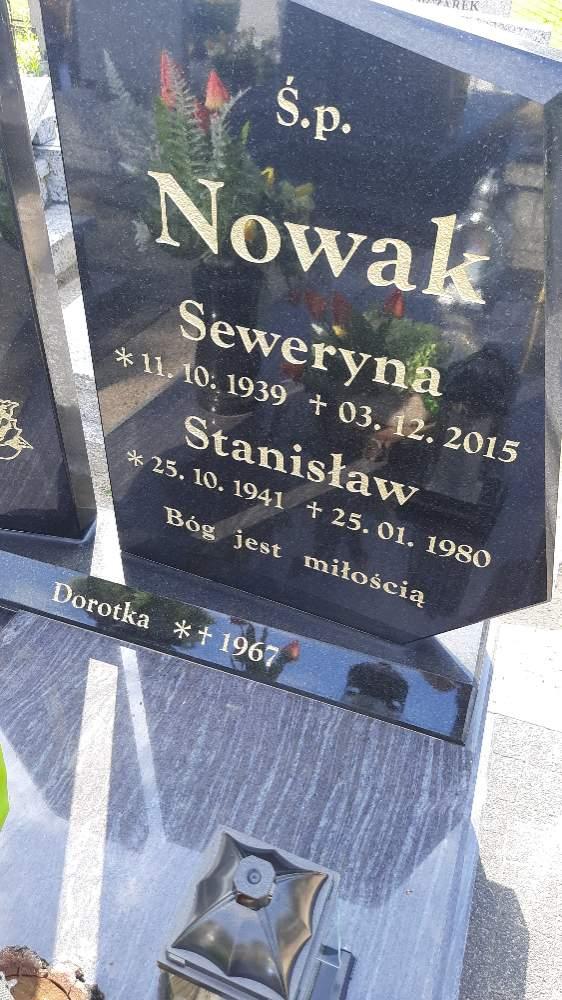 Ś.p.
Nowak
Seweryna
* 11. 10. 1939 † 03. 12. 2015
Stanisław
* 25. 10. 1941 † 25. 01. 1980
Bóg jest miłością
Dorotka *† 1967